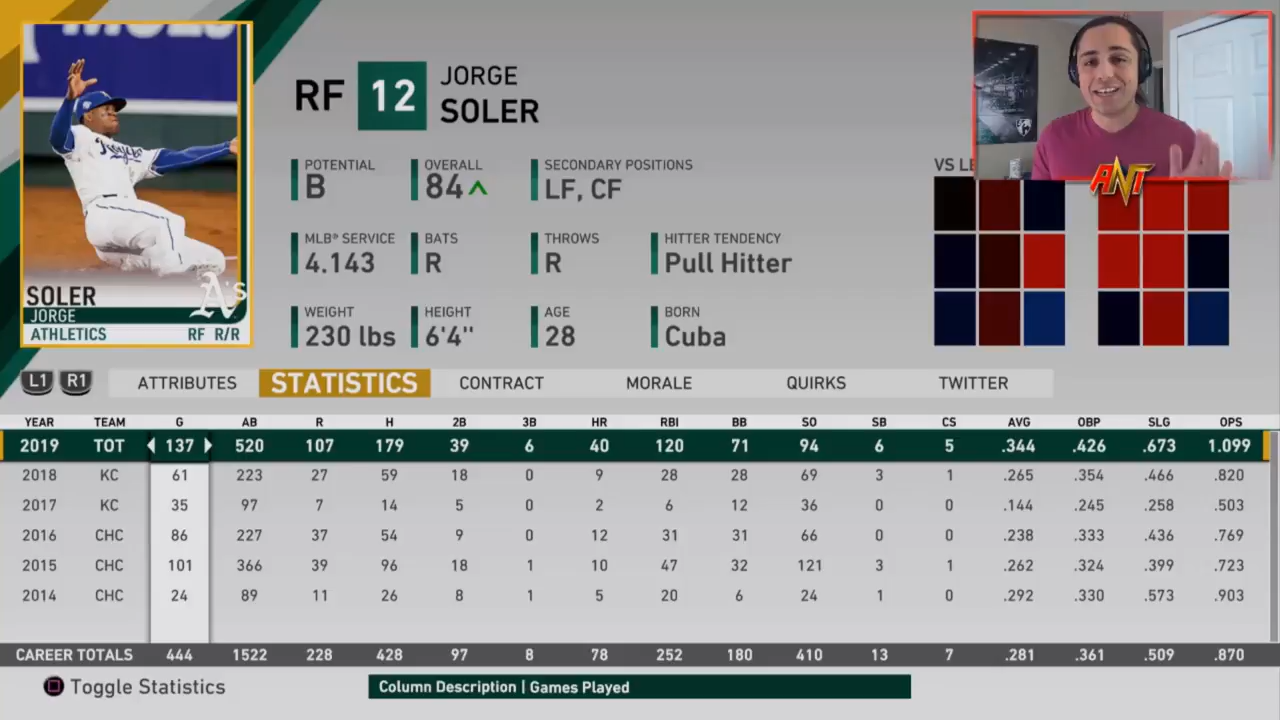 RF 12 JORGE SOLER
POTENTIAL B
OVERALL 84
SECONDARY POSITIONS LF, CF
MLB® SERVICE 4.143
BATS R
THROWS R
HITTER TENDENCY Pull Hitter
WEIGHT 230 lbs
HEIGHT 6'4"
AGE 28
BORN Cuba
VS LE
ANT
SOLER
JORGE
ATHLETICS RF R/R
A's
L1 R1 ATTRIBUTES STATISTICS CONTRACT MORALE QUIRKS TWITTER
YEAR TEAM G AB R H 2B 3B HR RBI BB SO SB CS AVG OBP SLG OPS
2019 TOT 137 520 107 179 39 6 40 120 71 94 6 5 .344 .426 .673 1.099
2018 KC 61 223 27 59 18 0 9 28 28 69 3 1 .265 .354 .466 .820
2017 KC 35 97 7 14 5 0 2 6 12 36 0 0 .144 .245 .258 .503
2016 CHC 86 227 37 54 9 0 12 31 31 66 0 0 .238 .333 .436 .769
2015 CHC 101 366 39 96 18 1 10 47 32 121 3 1 .262 .324 .399 .723
2014 CHC 24 89 11 26 8 1 5 20 6 24 1 0 .292 .330 .573 .903
CAREER TOTALS 444 1522 228 428 97 8 78 252 180 410 13 7 .281 .361 .509 .870
Toggle Statistics
Column Description | Games Played